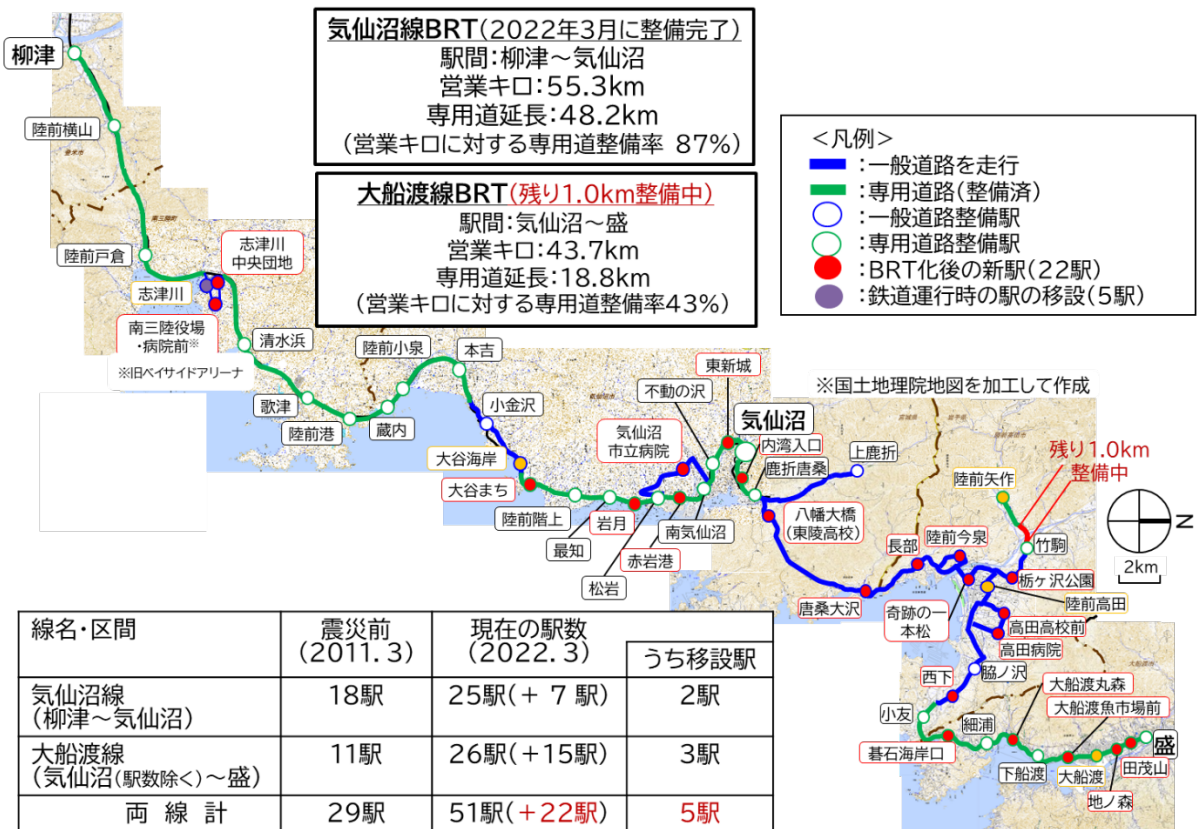 気仙沼線BRT(2022年3月に整備完了)
駅間:柳津～気仙沼
営業キロ:55.3km
専用道延長:48.2km
(営業キロに対する専用道整備率 87%)
大船渡線BRT(残り1.0km整備中)
駅間:気仙沼～盛
営業キロ:43.7km
専用道延長:18.8km
(営業キロに対する専用道整備率43%)
<凡例>
:一般道路を走行
:専用道路(整備済)
:一般道路整備駅
:専用道路整備駅
:BRT化後の新駅(22駅)
:鉄道運行時の駅の移設(5駅)
※国土地理院地図を加工して作成
柳津
陸前横山
陸前戸倉
志津川
志津川
中央団地
南三陸役場
・病院前※
※旧ベイサイドアリーナ
清水浜
歌津
陸前港
蔵内
陸前小泉
本吉
小金沢
大谷海岸
大谷まち
陸前階上
最知
岩月
松岩
赤岩港
気仙沼
市立病院
南気仙沼
不動の沢
東新城
気仙沼
内湾入口
鹿折唐桑
上鹿折
八幡大橋
(東陵高校)
唐桑大沢
長部
陸前今泉
奇跡の一
本松
陸前矢作
残り1.0km
整備中
竹駒
栃ヶ沢公園
陸前高田
高田高校前
高田病院
脇ノ沢
西下
小友
碁石海岸口
細浦
大船渡丸森
下船渡
大船渡魚市場前
大船渡
地ノ森
田茂山
盛
N
2km
線名・区間
震災前
(2011.3)
現在の駅数
(2022.3)
うち移設駅
気仙沼線
(柳津～気仙沼)
18駅
25駅(+ 7 駅)
2駅
大船渡線
(気仙沼(駅数除く)～盛)
11駅
26駅(+15駅)
3駅
両 線 計
29駅
51駅(+22駅)
5駅